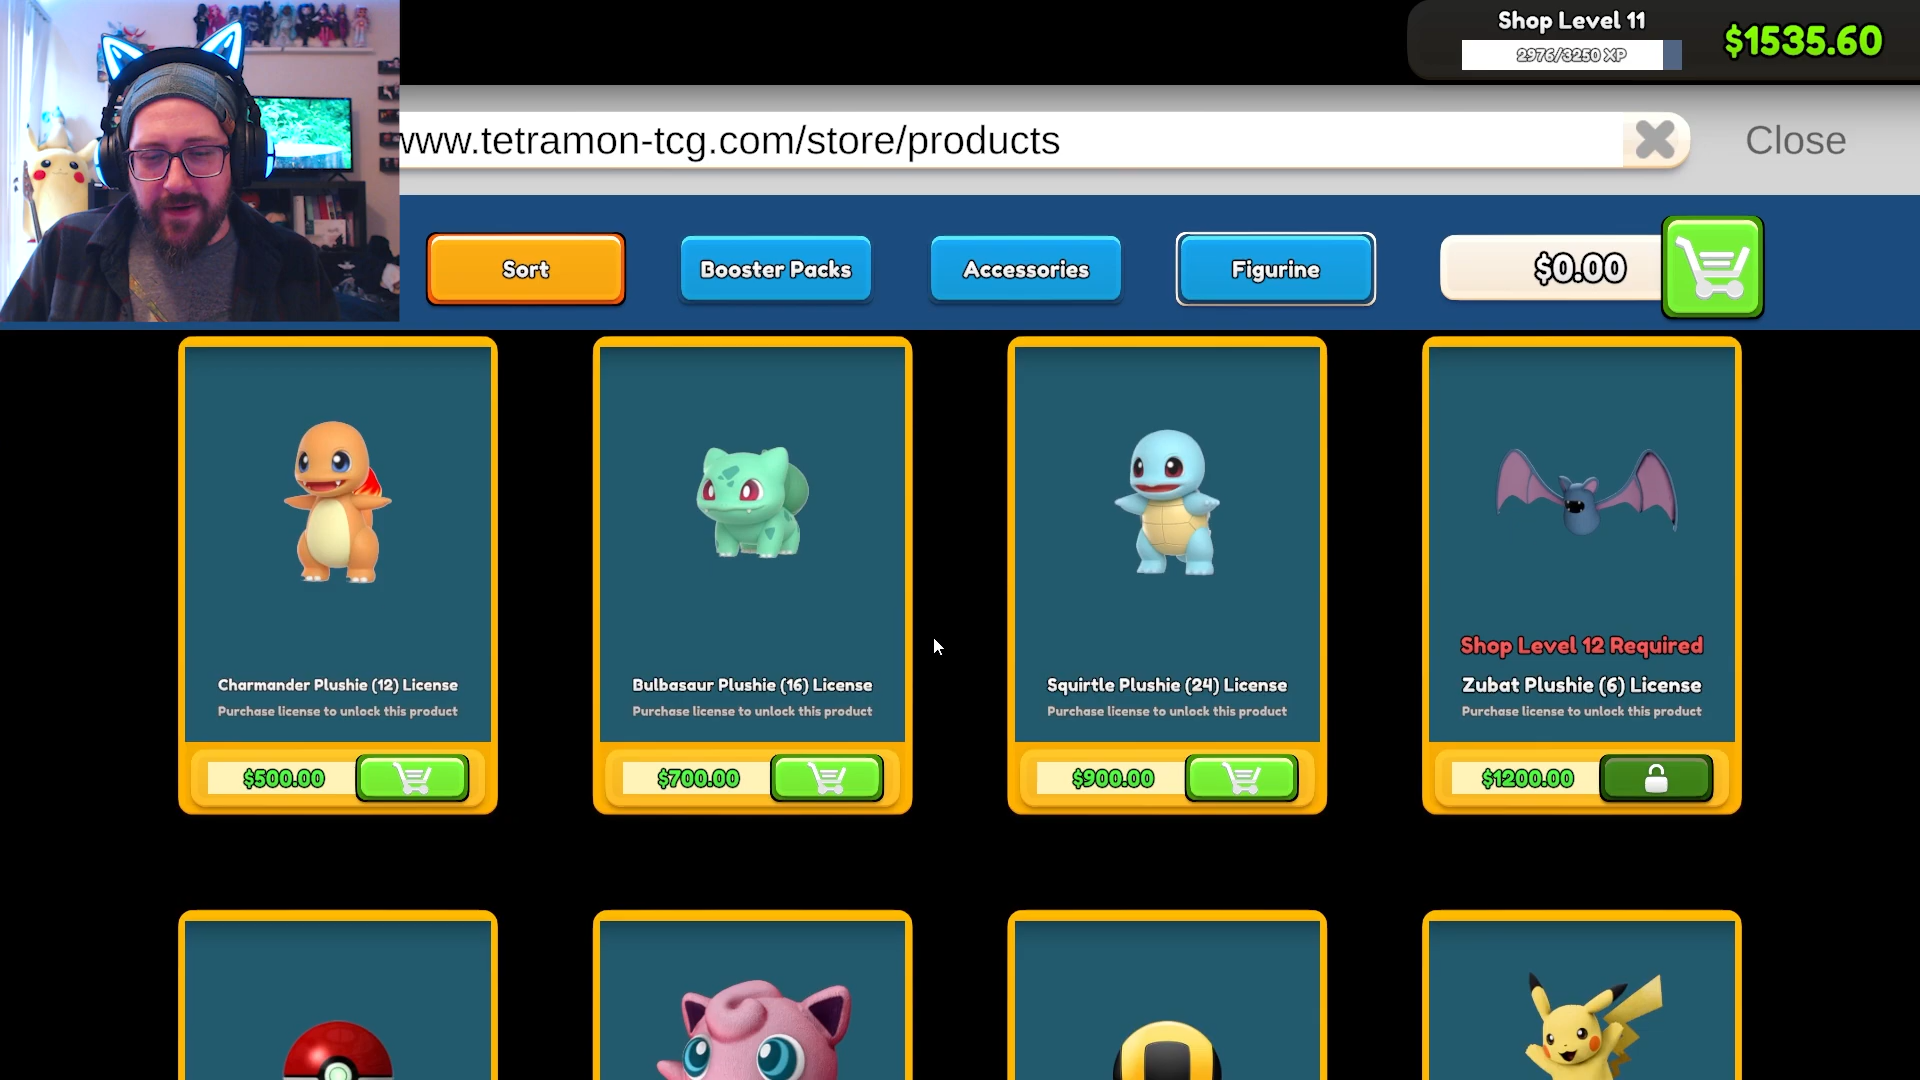 Shop Level 11
2976/3250 XP
$1535.60
www.tetramon-tcg.com/store/products
Close
Sort
Booster Packs
Accessories
Figurine
$0.00
Charmander Plushie (12) License
Purchase license to unlock this product
$500.00
Bulbasaur Plushie (16) License
Purchase license to unlock this product
$700.00
Squirtle Plushie (24) License
Purchase license to unlock this product
$900.00
Shop Level 12 Required
Zubat Plushie (6) License
Purchase license to unlock this product
$1200.00